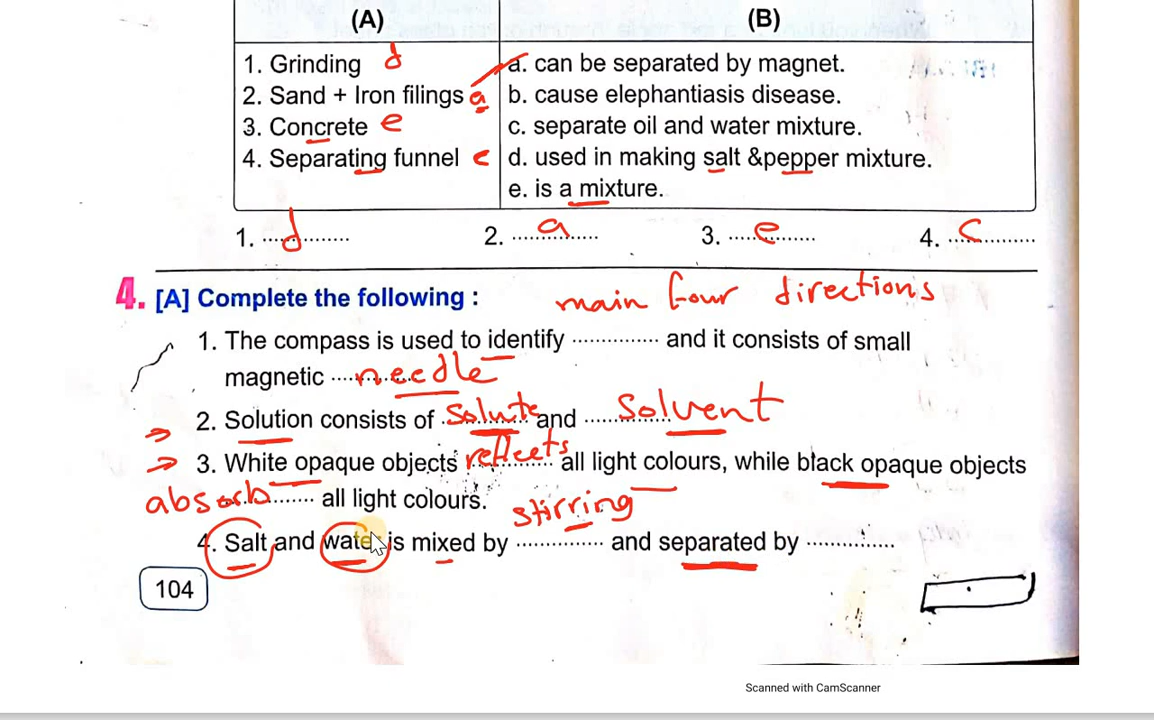 (A) (B)
1. Grinding d a. can be separated by magnet.
2. Sand + Iron filings a b. cause elephantiasis disease.
3. Concrete e c. separate oil and water mixture.
4. Separating funnel c d. used in making salt &pepper mixture.
e. is a mixture.
1. ....d.......... 2. ....a.......... 3. ....e.......... 4. ....c..........
4. [A] Complete the following : main four directions
1. The compass is used to identify ............... and it consists of small
magnetic ....needle
2. Solution consists of solute and ............... solvent
3. White opaque objects reflects all light colours, while black opaque objects
absorb ....... all light colours. stirring
4. Salt and water is mixed by ............... and separated by ...............
104
Scanned with CamScanner